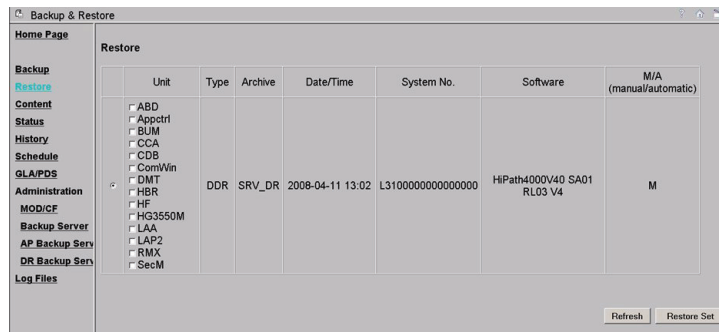 Backup & Restore
Home Page
Backup
Restore
Content
Status
History
Schedule
GLA/PDS
Administration
MOD/CF
Backup Server
AP Backup Serv
DR Backup Serv
Log Files
Restore
Unit Type Archive Date/Time System No. Software M/A (manual/automatic)
ABD
Appctrl
BUM
CCA
CDB
ComWin
DMT
HBR
HF
HG3550M
LAA
LAP2
RMX
SecM
DDR SRV_DR 2008-04-11 13:02 L3100000000000000 HiPath4000V40 SA01 RL03 V4 M
Refresh Restore Set